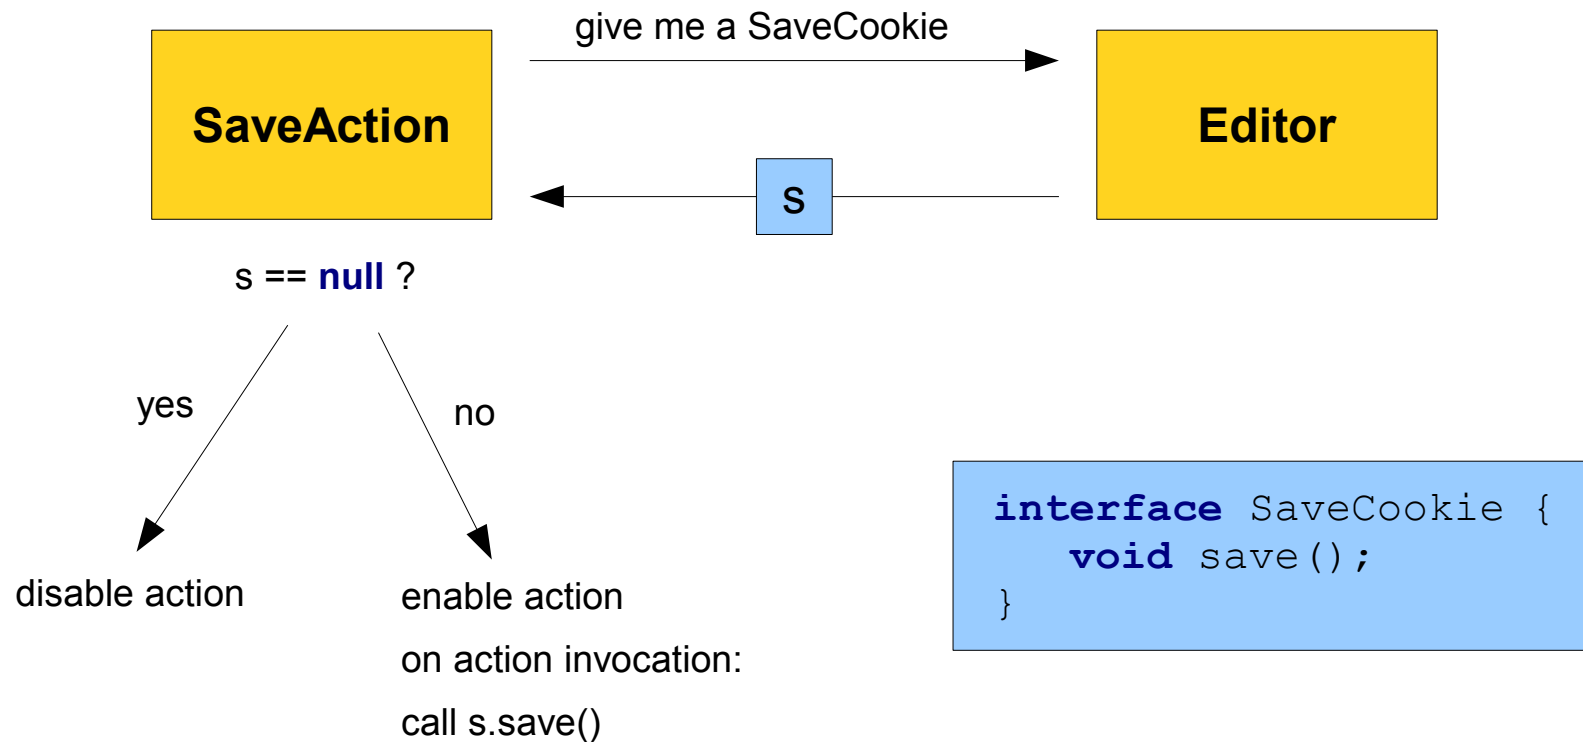 give me a SaveCookie
SaveAction
Editor
s
s == null ?
yes
no
disable action
enable action
on action invocation:
call s.save()
interface SaveCookie {
void save();
}